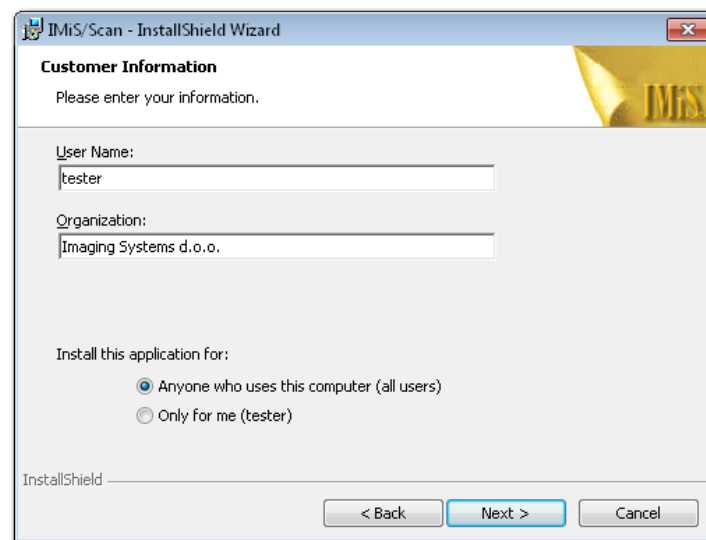 IMiS/Scan - InstallShield Wizard
Customer Information
Please enter your information.
IMiS
User Name:
tester
Organization:
Imaging Systems d.o.o.
Install this application for:
Anyone who uses this computer (all users)
Only for me (tester)
InstallShield
< Back Next > Cancel